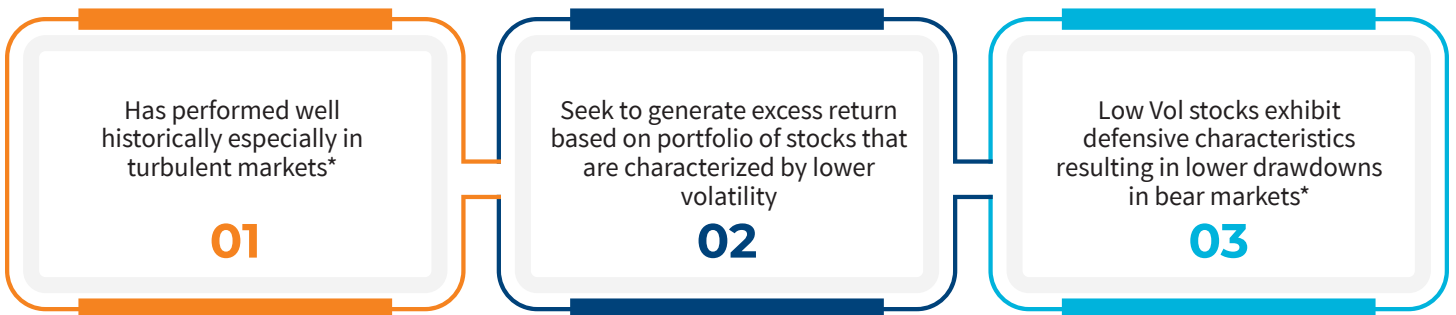 Has performed well
historically especially in
turbulent markets*
01
Seek to generate excess return
based on portfolio of stocks that
are characterized by lower
volatility
02
Low Vol stocks exhibit
defensive characteristics
resulting in lower drawdowns
in bear markets*
03